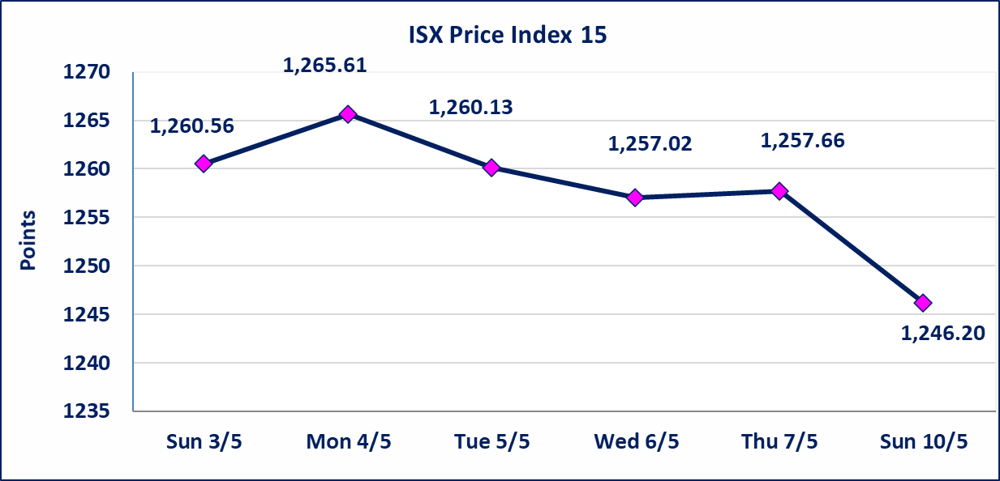 ISX Price Index 15
Points
1270
1265
1260
1255
1250
1245
1240
1235
1,260.56
1,265.61
1,260.13
1,257.02
1,257.66
1,246.20
Sun 3/5
Mon 4/5
Tue 5/5
Wed 6/5
Thu 7/5
Sun 10/5